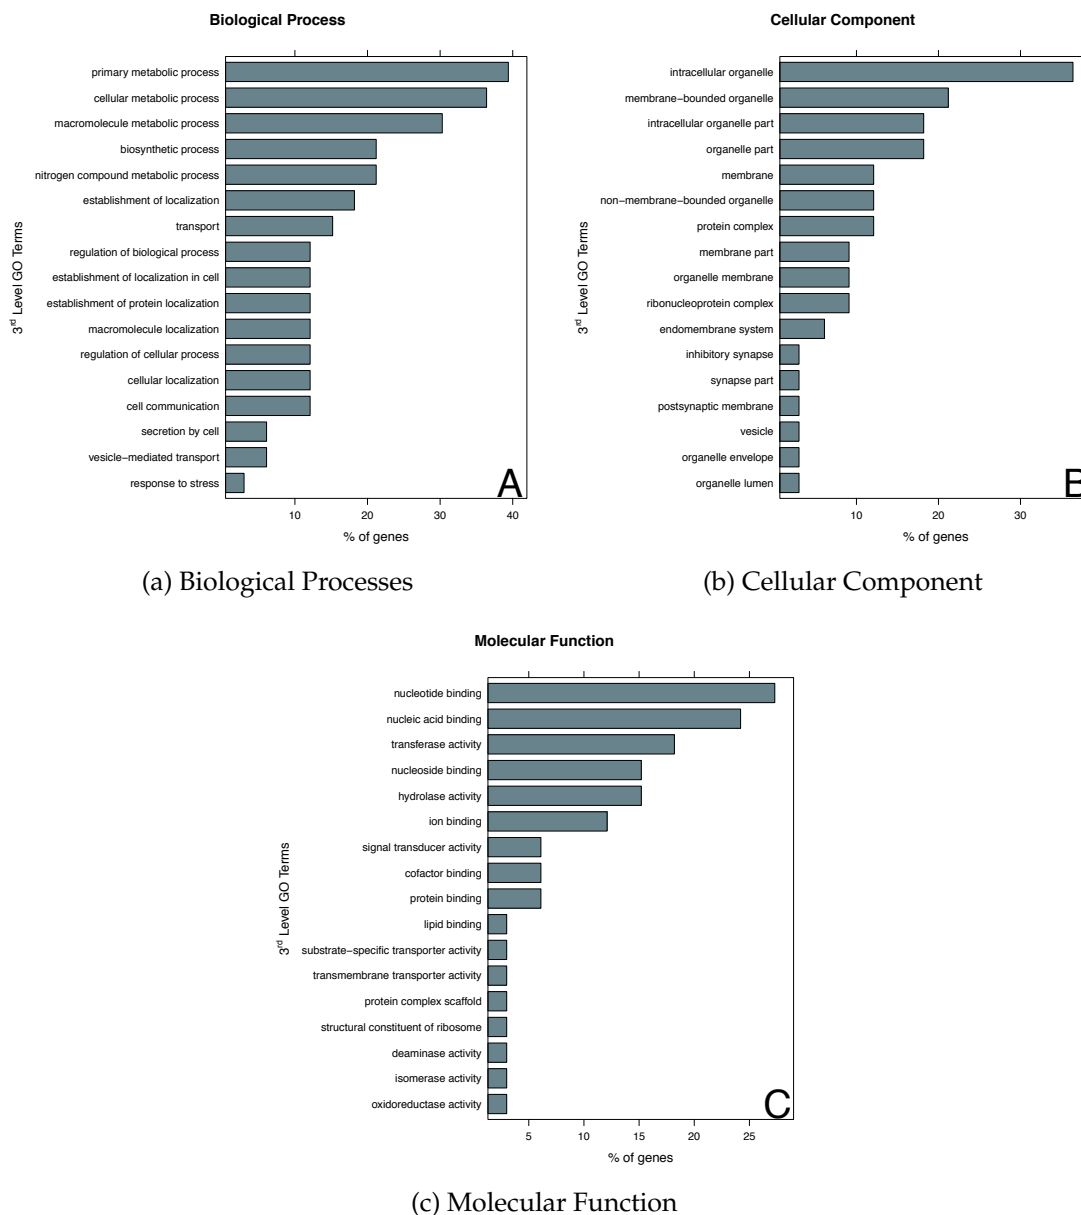 Biological Process
primary metabolic process
cellular metabolic process
macromolecule metabolic process
biosynthetic process
nitrogen compound metabolic process
establishment of localization
transport
regulation of biological process
establishment of localization in cell
establishment of protein localization
macromolecule localization
regulation of cellular process
cellular localization
cell communication
secretion by cell
vesicle−mediated transport
response to stress
3rd Level GO Terms
A
10 20 30 40
% of genes
(a) Biological Processes
Cellular Component
intracellular organelle
membrane−bounded organelle
intracellular organelle part
organelle part
membrane
non−membrane−bounded organelle
protein complex
membrane part
organelle membrane
ribonucleoprotein complex
endomembrane system
inhibitory synapse
synapse part
postsynaptic membrane
vesicle
organelle envelope
organelle lumen
3rd Level GO Terms
B
10 20 30
% of genes
(b) Cellular Component
Molecular Function
nucleotide binding
nucleic acid binding
transferase activity
nucleoside binding
hydrolase activity
ion binding
signal transducer activity
cofactor binding
protein binding
lipid binding
substrate−specific transporter activity
transmembrane transporter activity
protein complex scaffold
structural constituent of ribosome
deaminase activity
isomerase activity
oxidoreductase activity
3rd Level GO Terms
C
5 10 15 20 25
% of genes
(c) Molecular Function